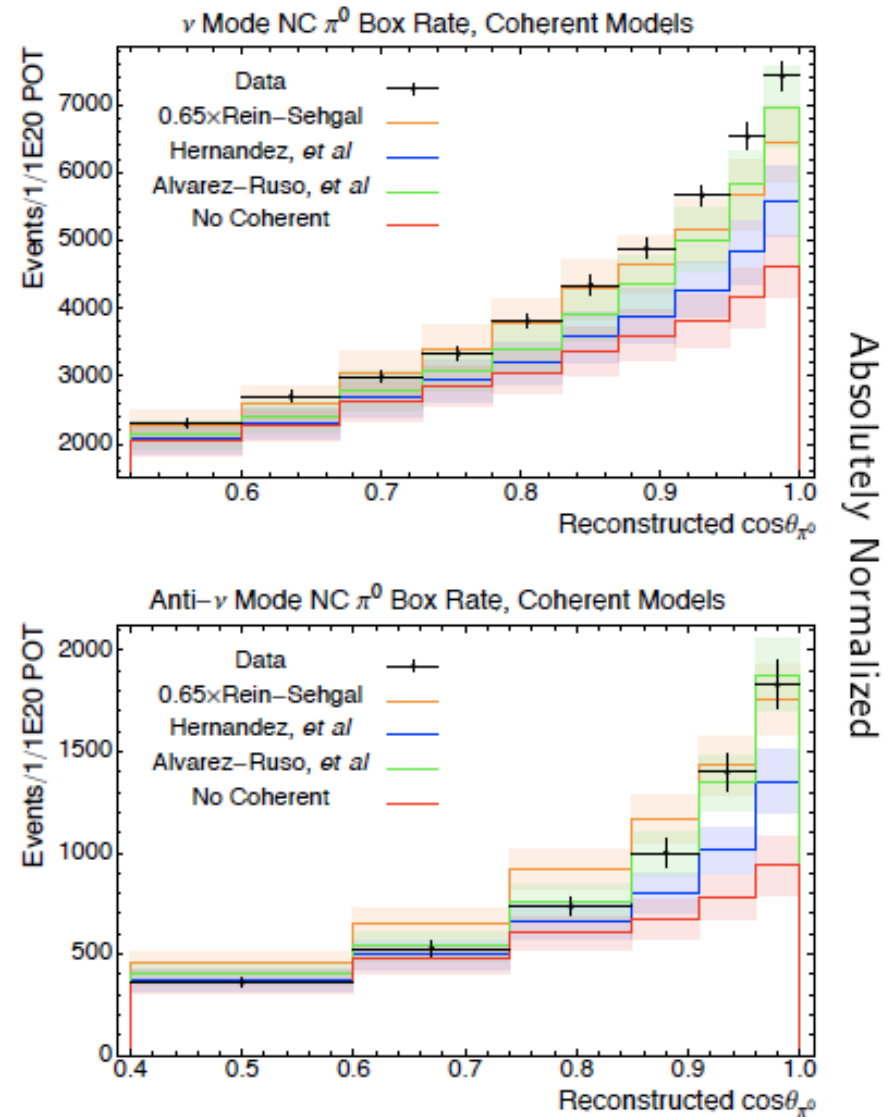 ν Mode NC π⁰ Box Rate, Coherent Models
Events/1/1E20 POT
Data
0.65×Rein−Sehgal
Hernandez, et al
Alvarez−Ruso, et al
No Coherent
7000
6000
5000
4000
3000
2000
0.6 0.7 0.8 0.9 1.0
Reconstructed cosθπ⁰
Absolutely Normalized
Anti−ν Mode NC π⁰ Box Rate, Coherent Models
Events/1/1E20 POT
Data
0.65×Rein−Sehgal
Hernandez, et al
Alvarez−Ruso, et al
No Coherent
2000
1500
1000
500
0
0.4 0.5 0.6 0.7 0.8 0.9 1.0
Reconstructed cosθπ⁰